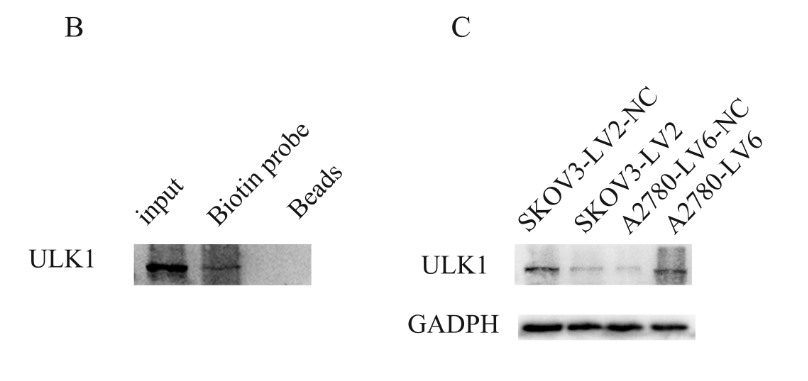 B
C
input
Biotin probe
Beads
SKOV3-LV2-NC
SKOV3-LV2
A2780-LV6-NC
A2780-LV6
ULK1
ULK1
GADPH